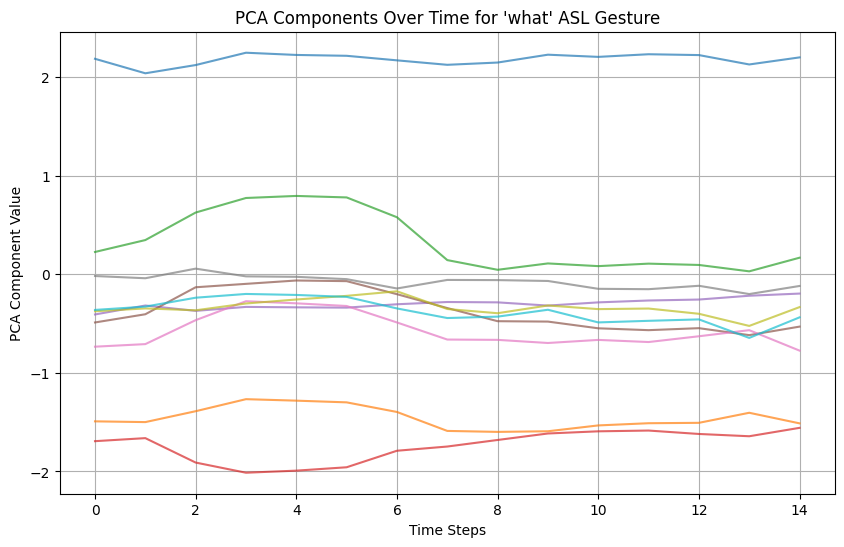 PCA Components Over Time for 'what' ASL Gesture
PCA Component Value
2
1
0
−1
−2
0 2 4 6 8 10 12 14
Time Steps